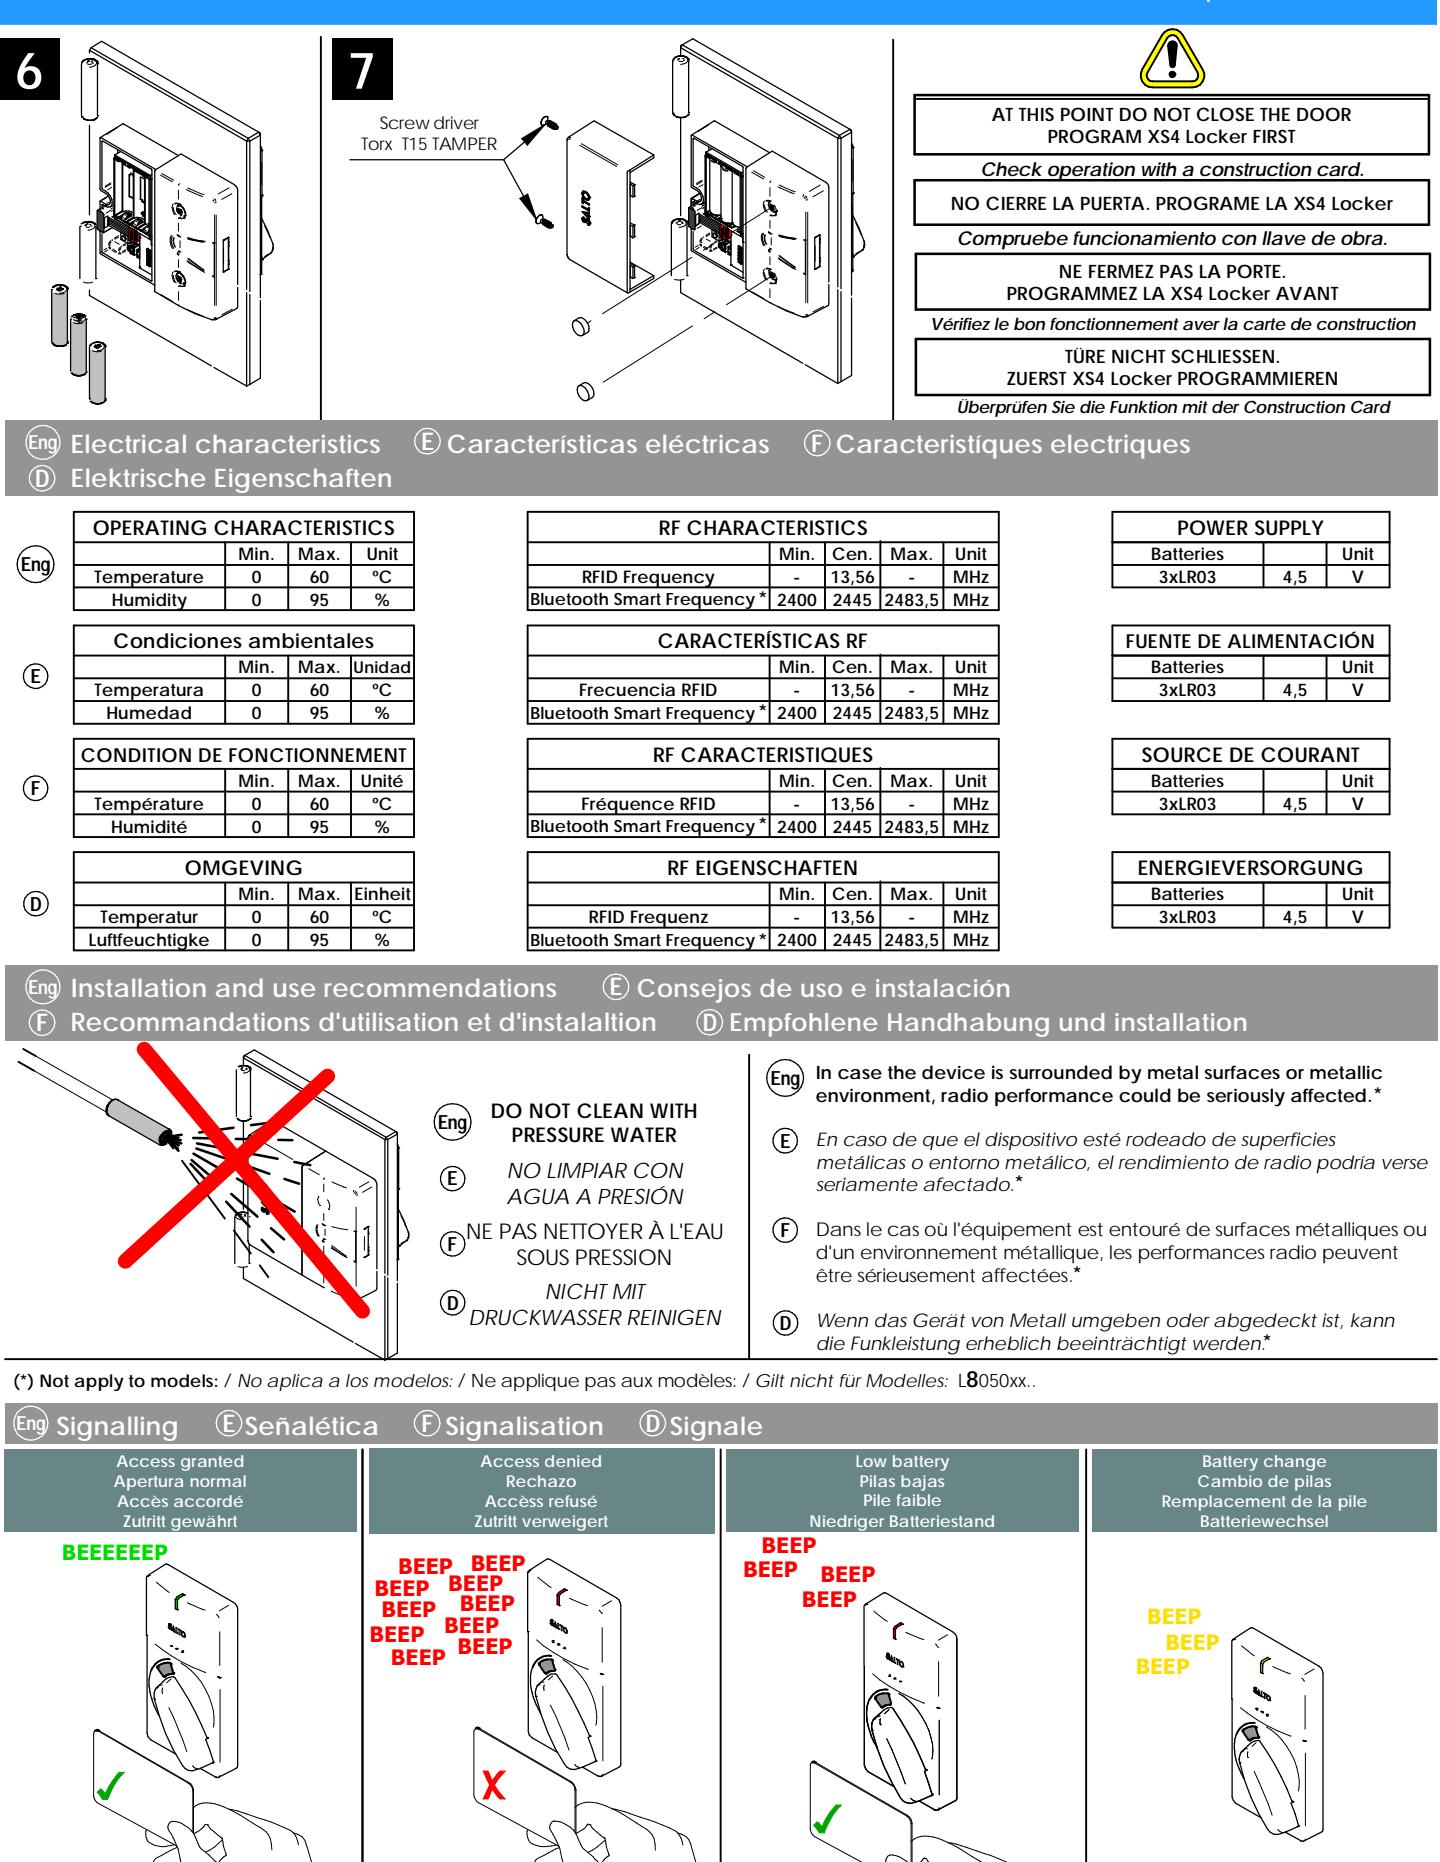 6
7
Screw driver
Torx T15 TAMPER
SALTO
AT THIS POINT DO NOT CLOSE THE DOOR
PROGRAM XS4 Locker FIRST
Check operation with a construction card.
NO CIERRE LA PUERTA. PROGRAME LA XS4 Locker
Compruebe funcionamiento con llave de obra.
NE FERMEZ PAS LA PORTE.
PROGRAMMEZ LA XS4 Locker AVANT
Vérifiez le bon fonctionnement aver la carte de construction
TÜRE NICHT SCHLIESSEN.
ZUERST XS4 Locker PROGRAMMIEREN
Überprüfen Sie die Funktion mit der Construction Card
Eng Electrical characteristics E Características eléctricas F Caracteristíques electriques
D Elektrische Eigenschaften
Eng
OPERATING CHARACTERISTICS
Min. Max. Unit
Temperature 0 60 ºC
Humidity 0 95 %
RF CHARACTERISTICS
Min. Cen. Max. Unit
RFID Frequency - 13,56 - MHz
Bluetooth Smart Frequency * 2400 2445 2483,5 MHz
POWER SUPPLY
Batteries Unit
3xLR03 4,5 V
E
Condiciones ambientales
Min. Max. Unidad
Temperatura 0 60 ºC
Humedad 0 95 %
CARACTERÍSTICAS RF
Min. Cen. Max. Unit
Frecuencia RFID - 13,56 - MHz
Bluetooth Smart Frequency * 2400 2445 2483,5 MHz
FUENTE DE ALIMENTACIÓN
Batteries Unit
3xLR03 4,5 V
F
CONDITION DE FONCTIONNEMENT
Min. Max. Unité
Température 0 60 ºC
Humidité 0 95 %
RF CARACTERISTIQUES
Min. Cen. Max. Unit
Fréquence RFID - 13,56 - MHz
Bluetooth Smart Frequency * 2400 2445 2483,5 MHz
SOURCE DE COURANT
Batteries Unit
3xLR03 4,5 V
D
OMGEVING
Min. Max. Einheit
Temperatur 0 60 ºC
Luftfeuchtigke 0 95 %
RF EIGENSCHAFTEN
Min. Cen. Max. Unit
RFID Frequenz - 13,56 - MHz
Bluetooth Smart Frequency * 2400 2445 2483,5 MHz
ENERGIEVERSORGUNG
Batteries Unit
3xLR03 4,5 V
Eng Installation and use recommendations E Consejos de uso e instalación
F Recommandations d'utilisation et d'instalaltion D Empfohlene Handhabung und installation
Eng DO NOT CLEAN WITH
PRESSURE WATER
E NO LIMPIAR CON
AGUA A PRESIÓN
F NE PAS NETTOYER À L'EAU
SOUS PRESSION
D NICHT MIT
DRUCKWASSER REINIGEN
Eng In case the device is surrounded by metal surfaces or metallic
environment, radio performance could be seriously affected.*
E En caso de que el dispositivo esté rodeado de superficies
metálicas o entorno metálico, el rendimiento de radio podría verse
seriamente afectado.*
F Dans le cas où l'équipement est entouré de surfaces métalliques ou
d'un environnement métallique, les performances radio peuvent
être sérieusement affectées.*
D Wenn das Gerät von Metall umgeben oder abgedeckt ist, kann
die Funkleistung erheblich beeinträchtigt werden.*
(*) Not apply to models: / No aplica a los modelos: / Ne applique pas aux modèles: / Gilt nicht für Modelles: L8050xx..
Eng Signalling E Señalética F Signalisation D Signale
Access granted
Apertura normal
Accès accordé
Zutritt gewährt
BEEEEEEP
SALTO
Access denied
Rechazo
Accèss refusé
Zutritt verweigert
BEEP BEEP
BEEP BEEP
BEEP BEEP
BEEP BEEP
BEEP BEEP
SALTO
X
Low battery
Pilas bajas
Pile faible
Niedriger Batteriestand
BEEP
BEEP BEEP
BEEP
SALTO
Battery change
Cambio de pilas
Remplacement de la pile
Batteriewechsel
BEEP
BEEP
BEEP
SALTO